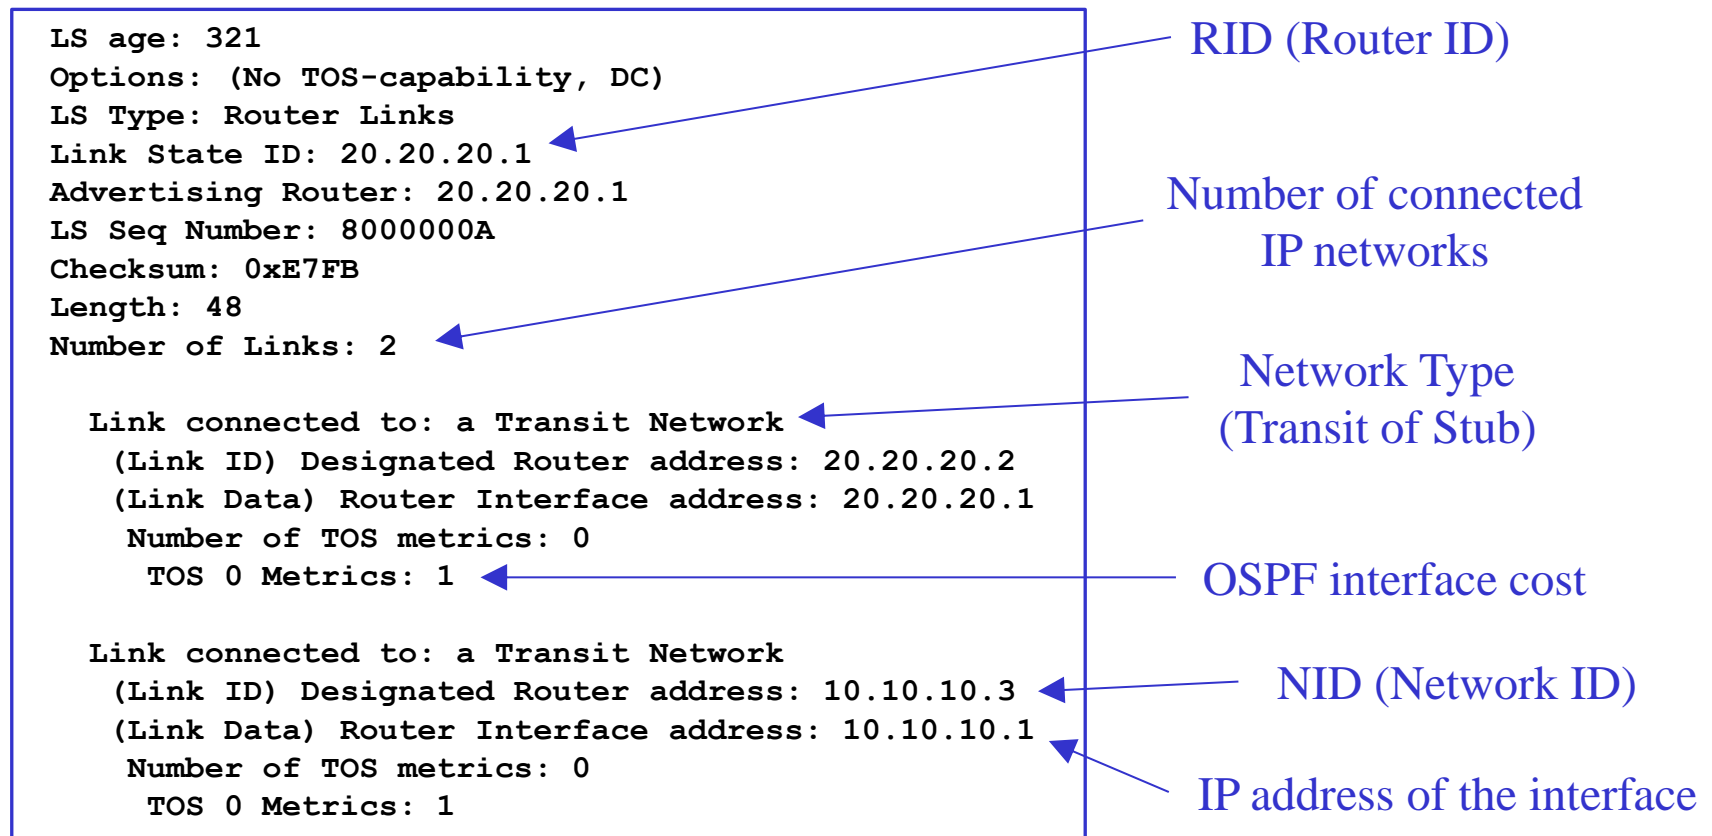 LS age: 321
Options: (No TOS-capability, DC)
LS Type: Router Links
Link State ID: 20.20.20.1
Advertising Router: 20.20.20.1
LS Seq Number: 8000000A
Checksum: 0xE7FB
Length: 48
Number of Links: 2
Link connected to: a Transit Network
(Link ID) Designated Router address: 20.20.20.2
(Link Data) Router Interface address: 20.20.20.1
Number of TOS metrics: 0
TOS 0 Metrics: 1
Link connected to: a Transit Network
(Link ID) Designated Router address: 10.10.10.3
(Link Data) Router Interface address: 10.10.10.1
Number of TOS metrics: 0
TOS 0 Metrics: 1
RID (Router ID)
Number of connected
IP networks
Network Type
(Transit of Stub)
OSPF interface cost
NID (Network ID)
IP address of the interface